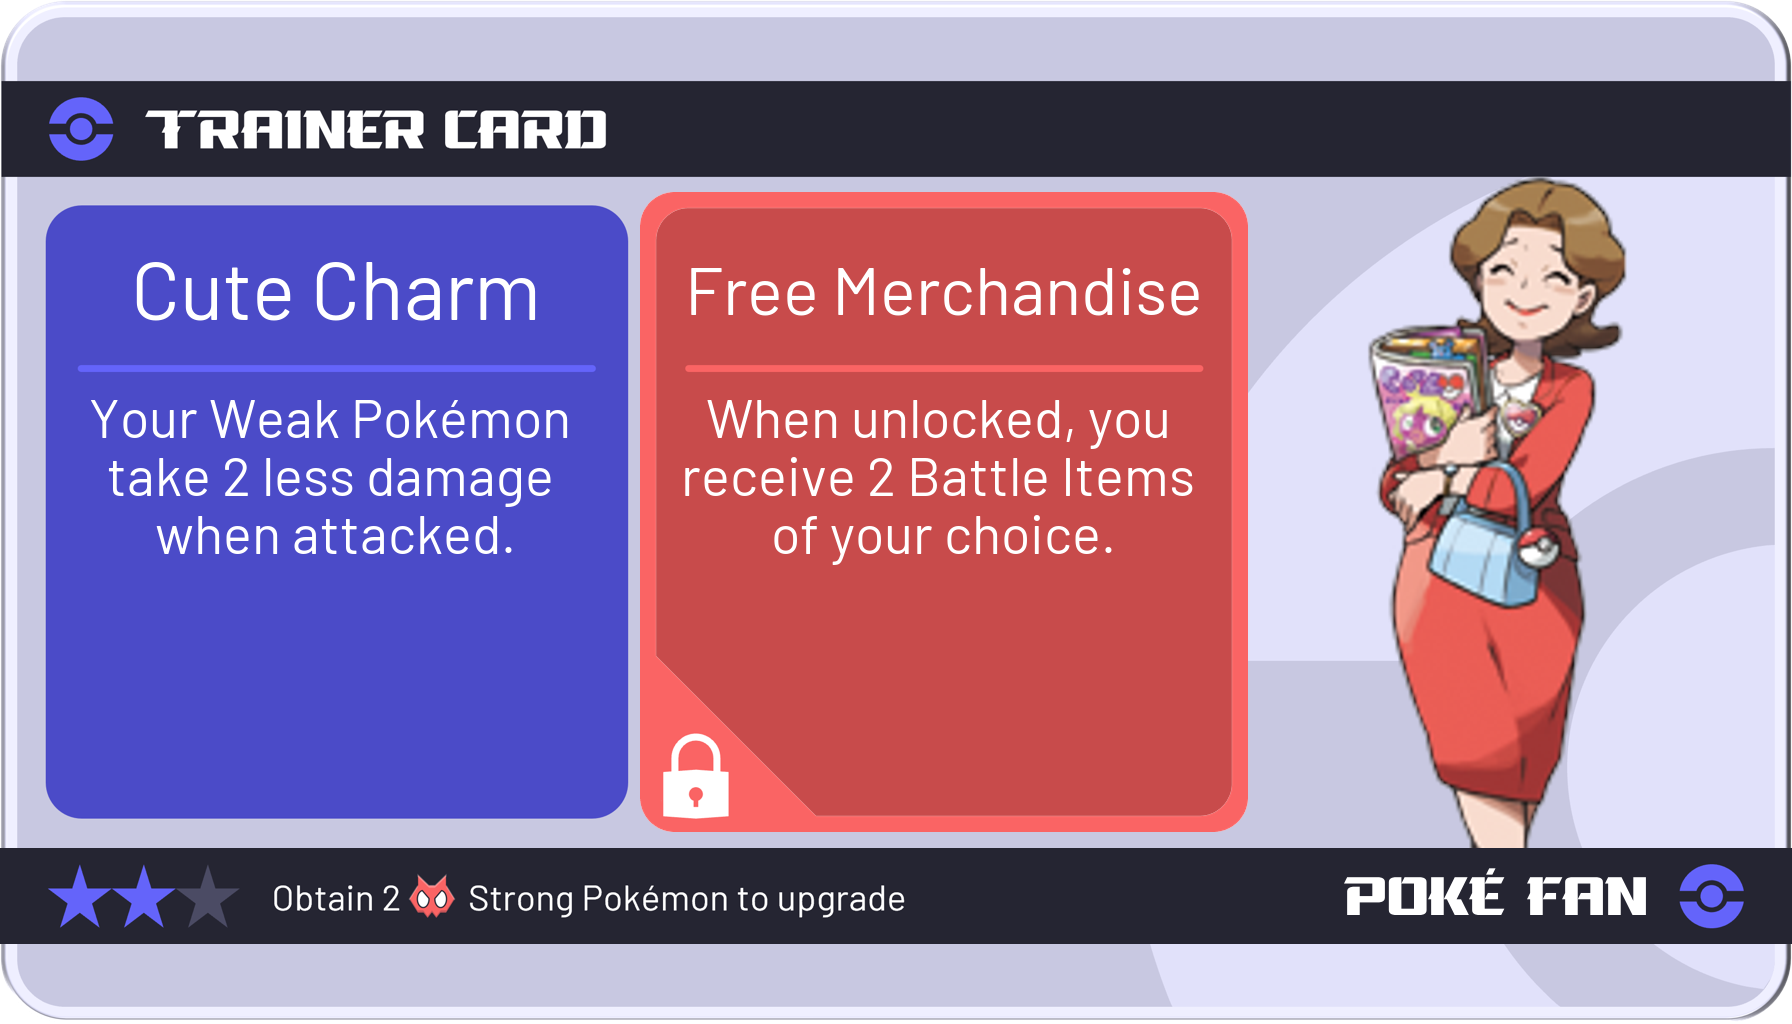 TRAINER CARD
Cute Charm
Your Weak Pokémon
take 2 less damage
when attacked.
Free Merchandise
When unlocked, you
receive 2 Battle Items
of your choice.
Obtain 2 Strong Pokémon to upgrade
POKÉ FAN